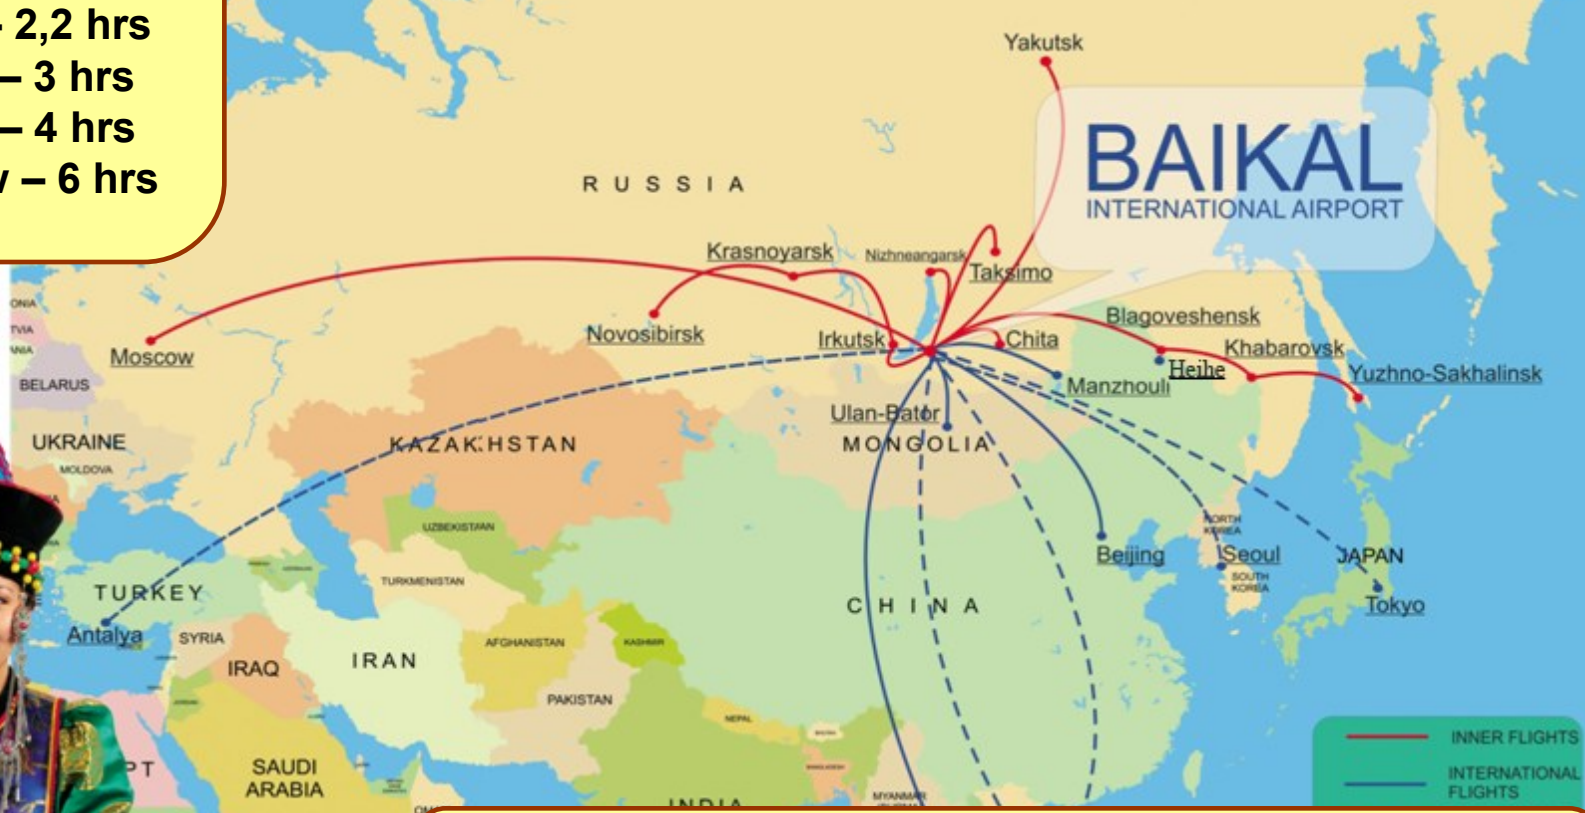 - 2,2 hrs
– 3 hrs
– 4 hrs
– 6 hrs
Yakutsk
BAIKAL
INTERNATIONAL AIRPORT
RUSSIA
Krasnoyarsk
Nizhneangarsk
Taksimo
Novosibirsk
Irkutsk
Chita
Blagoveshensk
Khabarovsk
Moscow
Heihe
Yuzhno-Sakhalinsk
Manzhouli
BELARUS
Ulan-Bator
UKRAINE
KAZAKHSTAN
MONGOLIA
MOLDOVA
UZBEKISTAN
NORTH
KOREA
Beijing
Seoul
JAPAN
TURKMENISTAN
SOUTH
KOREA
TURKEY
CHINA
Tokyo
Antalya
SYRIA
AFGHANISTAN
KASHMIR
IRAQ
IRAN
PAKISTAN
NEPAL
INNER FLIGHTS
SAUDI
ARABIA
INTERNATIONAL
FLIGHTS
MYANMAR
INDIA